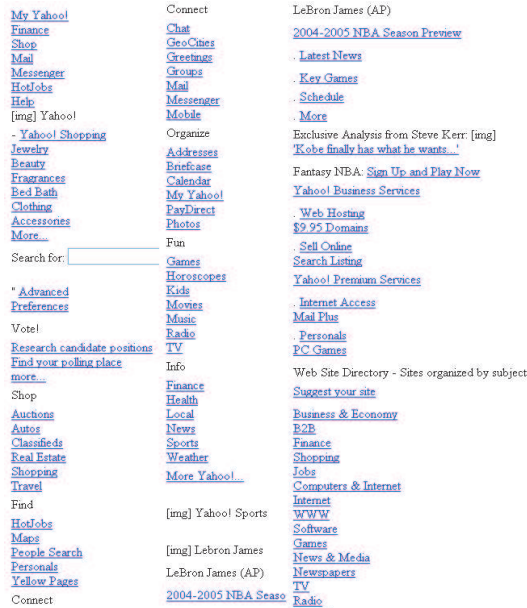 My Yahoo!
Finance
Shop
Mail
Messenger
HotJobs
Help
[img] Yahoo!
- Yahoo! Shopping
Jewelry
Beauty
Fragrances
Bed Bath
Clothing
Accessories
More...
Search for:
" Advanced
Preferences
Vote!
Research candidate positions
Find your polling place
more...
Shop
Auctions
Autos
Classifieds
Real Estate
Shopping
Travel
Find
HotJobs
Maps
People Search
Personals
Yellow Pages
Connect
Connect
Chat
GeoCities
Greetings
Groups
Mail
Messenger
Mobile
Organize
Addresses
Briefcase
Calendar
My Yahoo!
PayDirect
Photos
Fun
Games
Horoscopes
Kids
Movies
Music
Radio
TV
Info
Finance
Health
Local
News
Sports
Weather
More Yahoo!...
[img] Yahoo! Sports
[img] Lebron James
LeBron James (AP)
2004-2005 NBA Seaso
LeBron James (AP)
2004-2005 NBA Season Preview
. Latest News
. Key Games
. Schedule
. More
Exclusive Analysis from Steve Kerr: [img]
'Kobe finally has what he wants...'
Fantasy NBA: Sign Up and Play Now
Yahoo! Business Services
. Web Hosting
$9.95 Domains
. Sell Online
Search Listing
Yahoo! Premium Services
. Internet Access
Mail Plus
. Personals
PC Games
Web Site Directory - Sites organized by subject
Suggest your site
Business & Economy
B2B
Finance
Shopping
Jobs
Computers & Internet
Internet
WWW
Software
Games
News & Media
Newspapers
TV
Radio